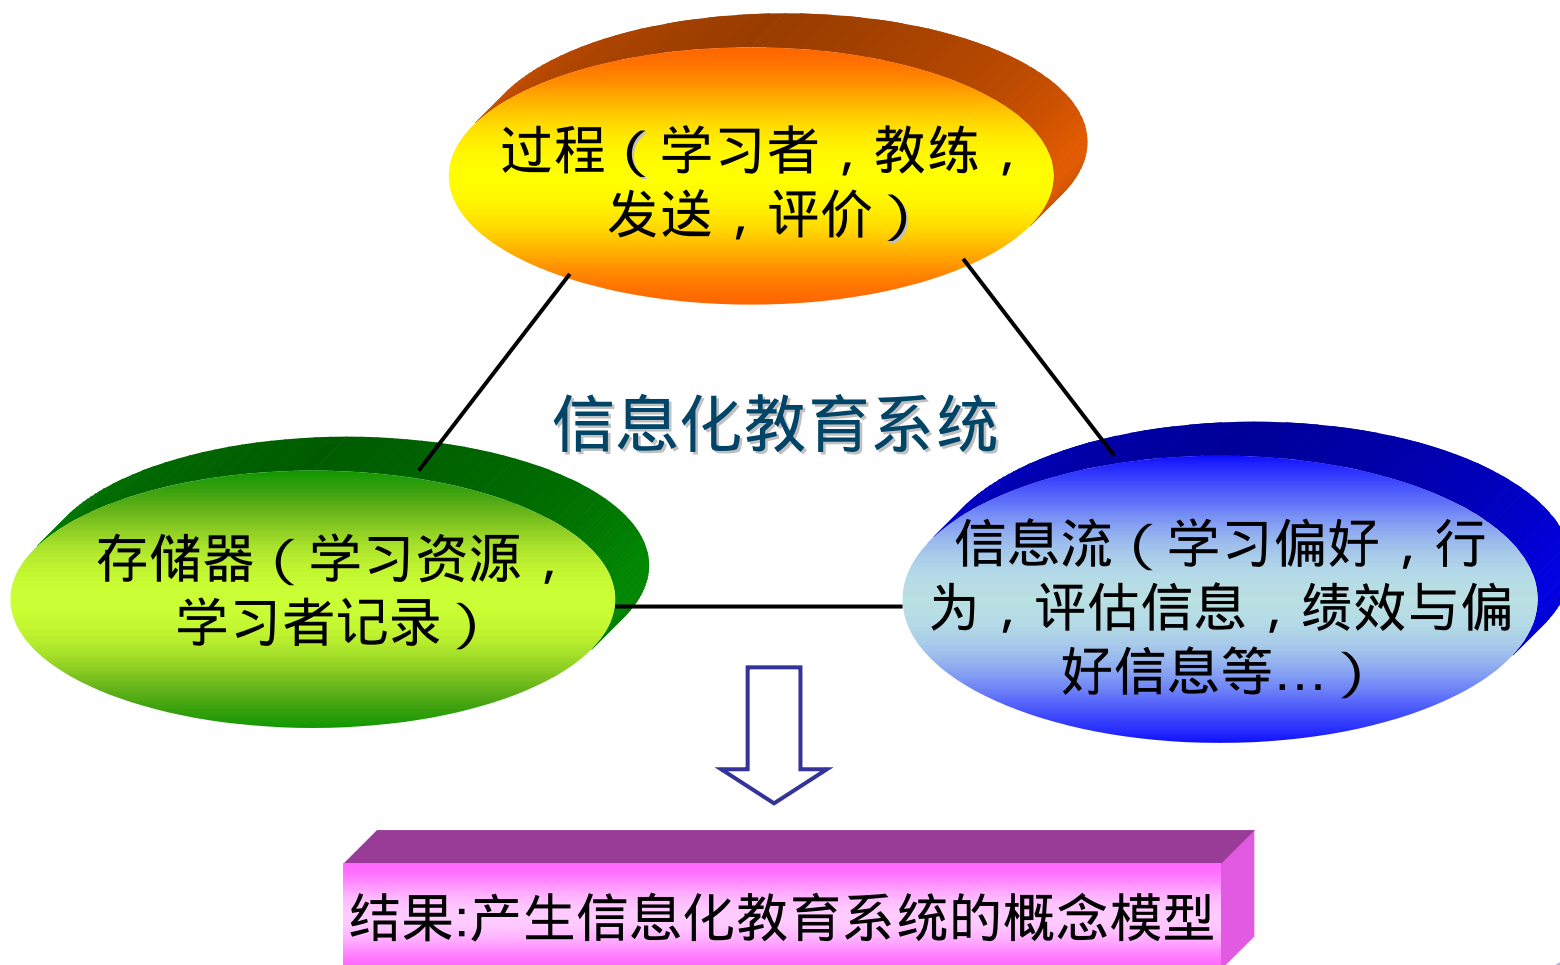 过程（学习者，教练，
发送，评价）
信息化教育系统
存储器（学习资源，
学习者记录）
信息流（学习偏好，行
为，评估信息，绩效与偏
好信息等…）
结果:产生信息化教育系统的概念模型